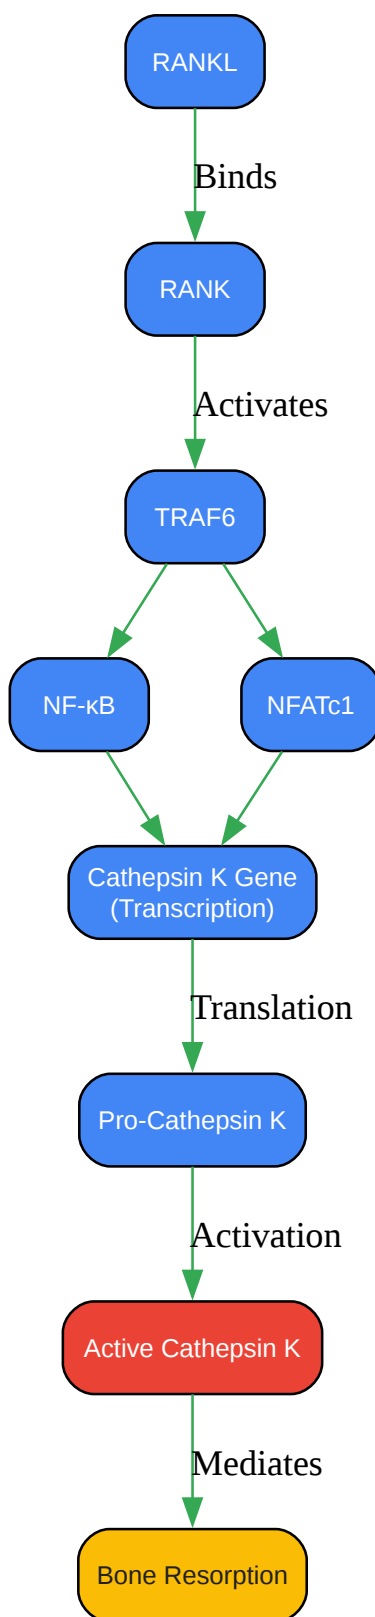 RANKL
Binds
RANK
Activates
TRAF6
NF-κB
NFATc1
Cathepsin K Gene
(Transcription)
Translation
Pro-Cathepsin K
Activation
Active Cathepsin K
Mediates
Bone Resorption